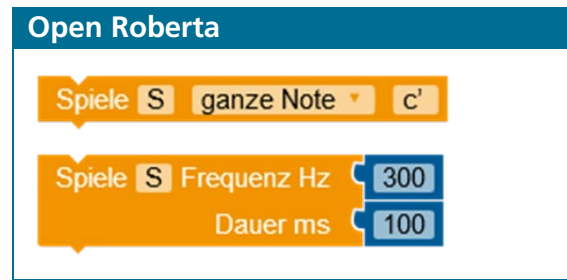 Open Roberta
Spiele S ganze Note c'
Spiele S Frequenz Hz 300
Dauer ms 100